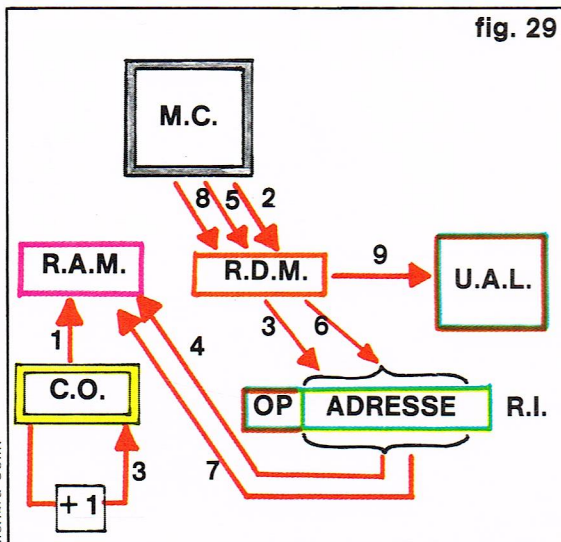 fig. 29
M.C.
8 5 2
R.A.M.
R.D.M.
9
U.A.L.
1
4
3
6
C.O.
OP ADRESSE R.I.
7
3
+1